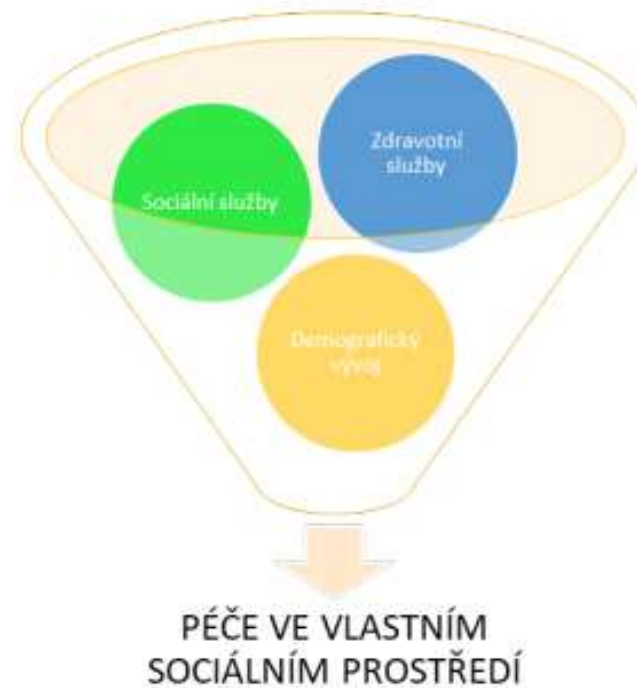 Zdravotní
služby
Sociální služby
Demografický
vývoj
PÉČE VE VLASTNÍM
SOCIÁLNÍM PROSTŘEDÍ